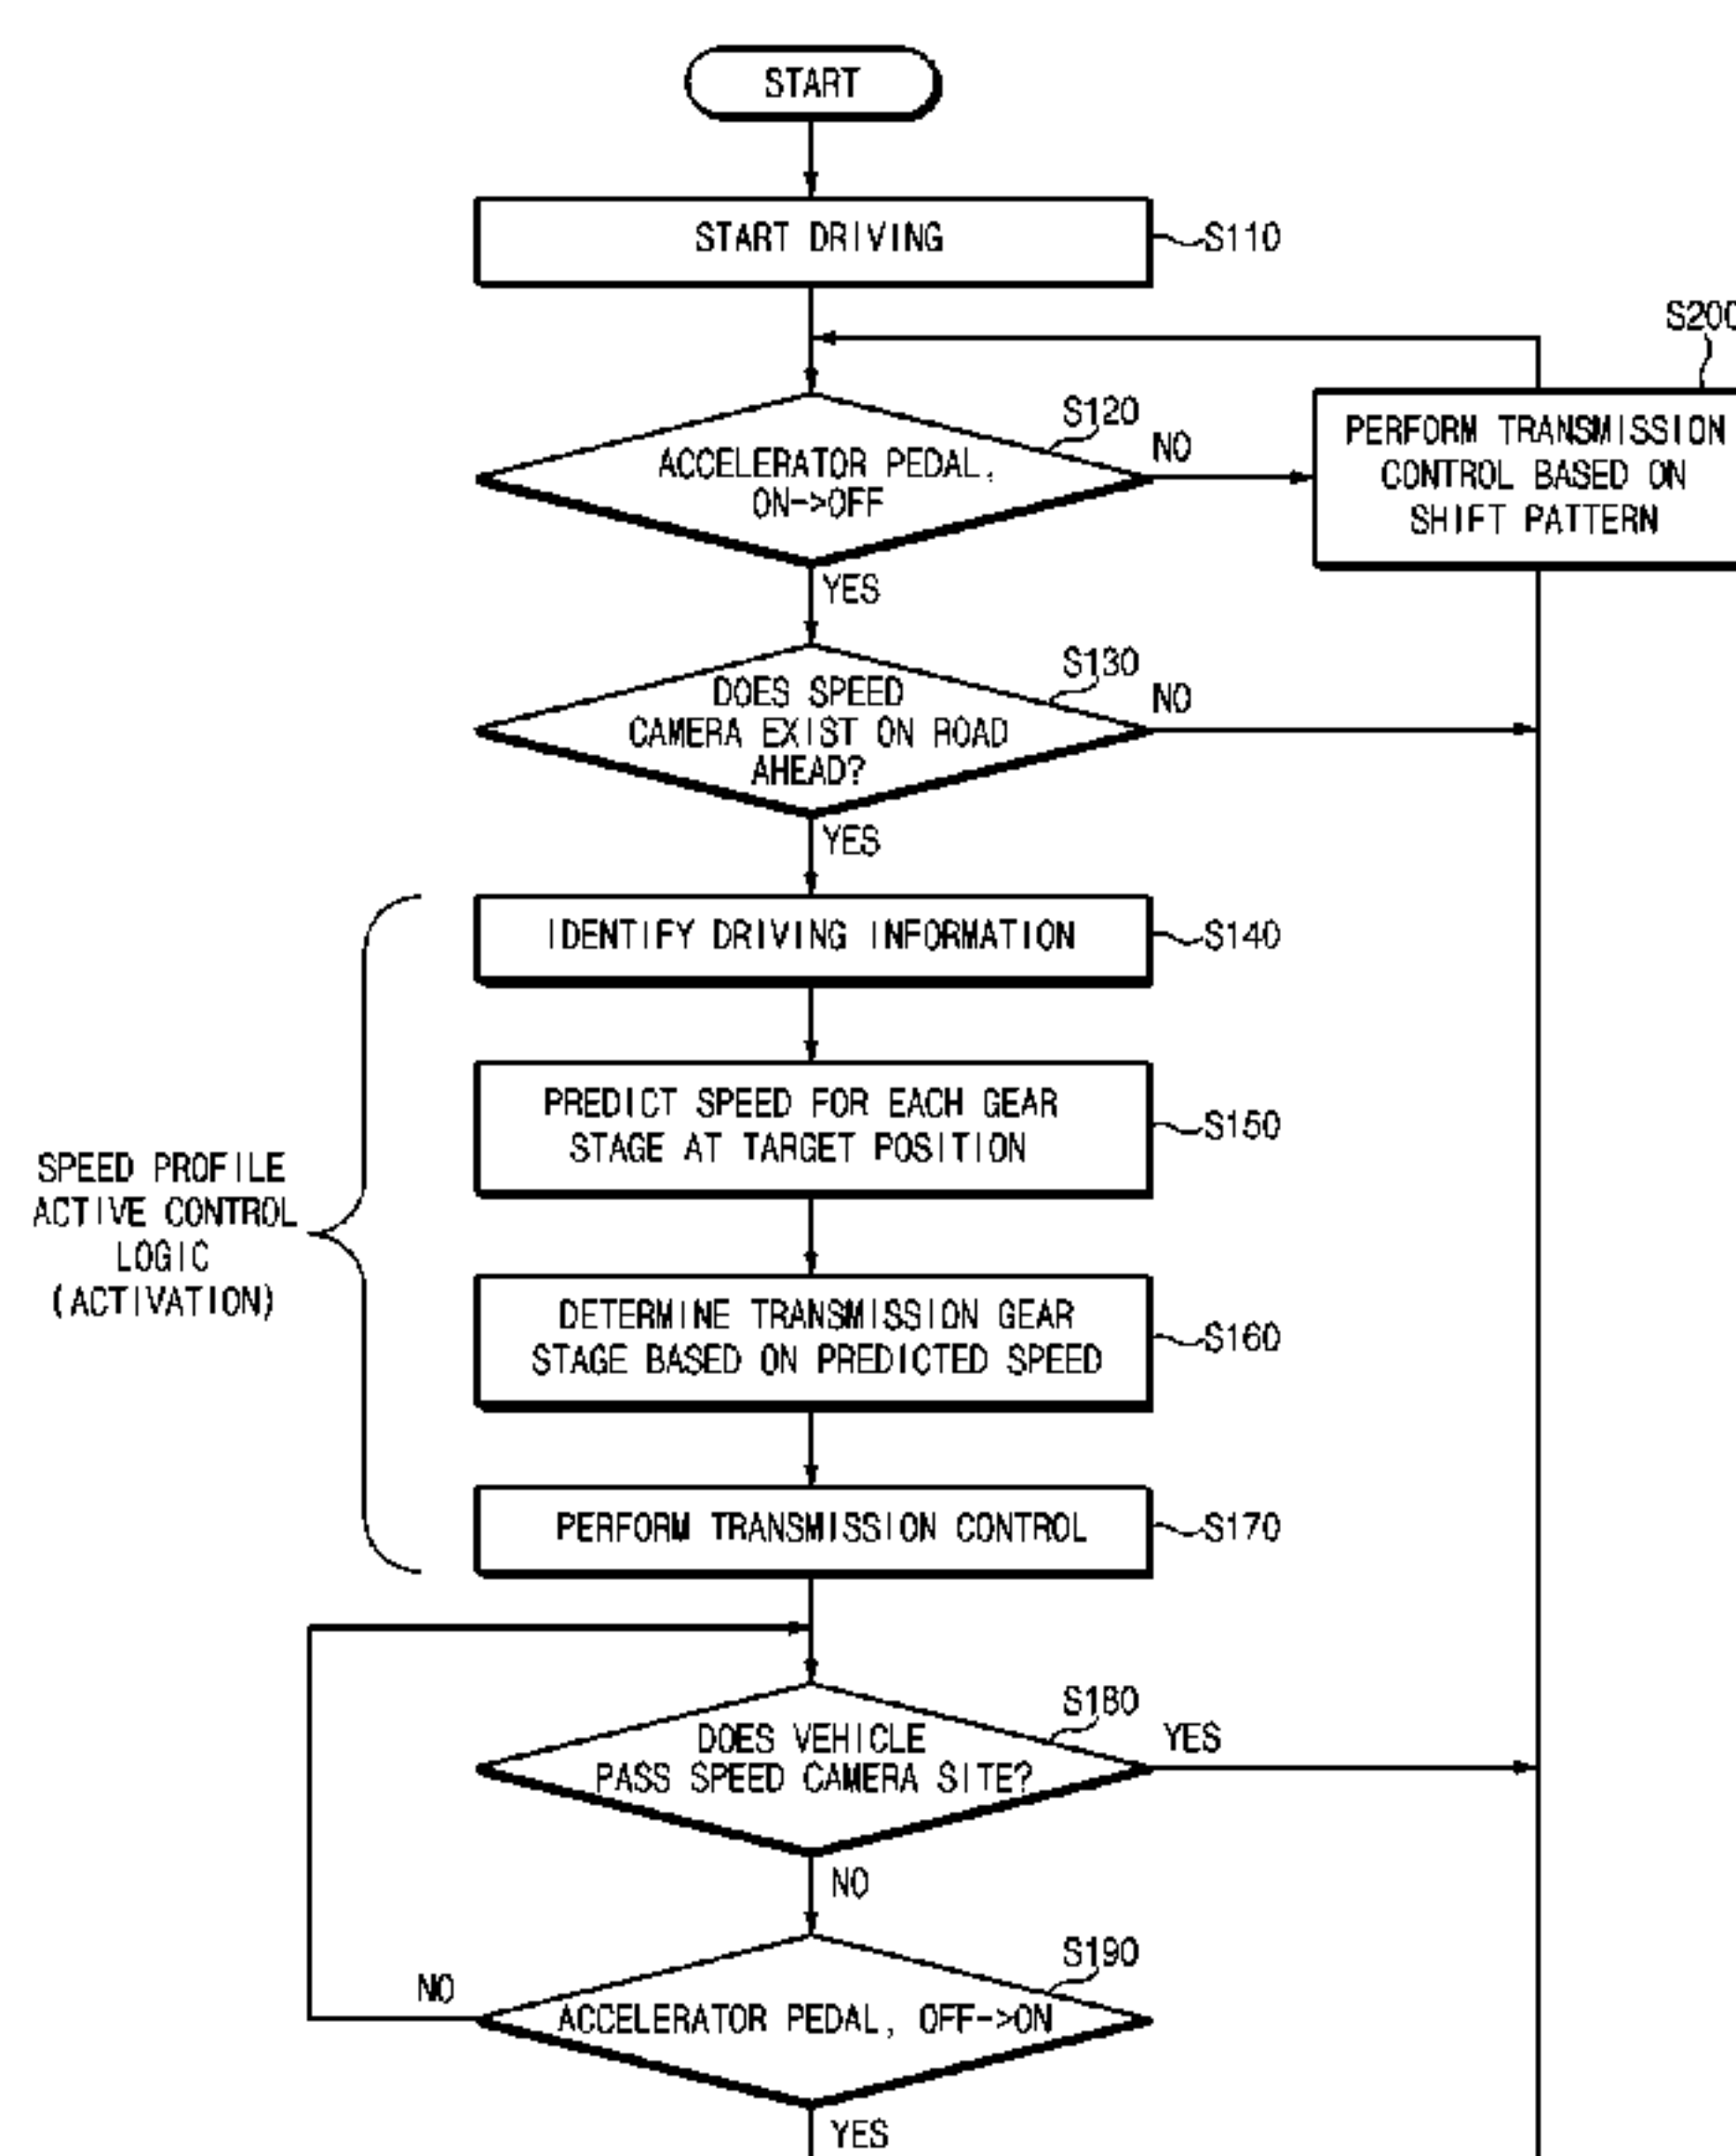 START
START DRIVING
S110
S200
S120
ACCELERATOR PEDAL,
ON->OFF
NO
PERFORM TRANSMISSION
CONTROL BASED ON
SHIFT PATTERN
YES
S130
DOES SPEED
CAMERA EXIST ON ROAD
AHEAD?
NO
YES
IDENTIFY DRIVING INFORMATION
S140
PREDICT SPEED FOR EACH GEAR
STAGE AT TARGET POSITION
S150
SPEED PROFILE
ACTIVE CONTROL
LOGIC
(ACTIVATION)
DETERMINE TRANSMISSION GEAR
STAGE BASED ON PREDICTED SPEED
S160
PERFORM TRANSMISSION CONTROL
S170
S180
DOES VEHICLE
PASS SPEED CAMERA SITE?
YES
NO
S190
ACCELERATOR PEDAL, OFF->ON
NO
YES